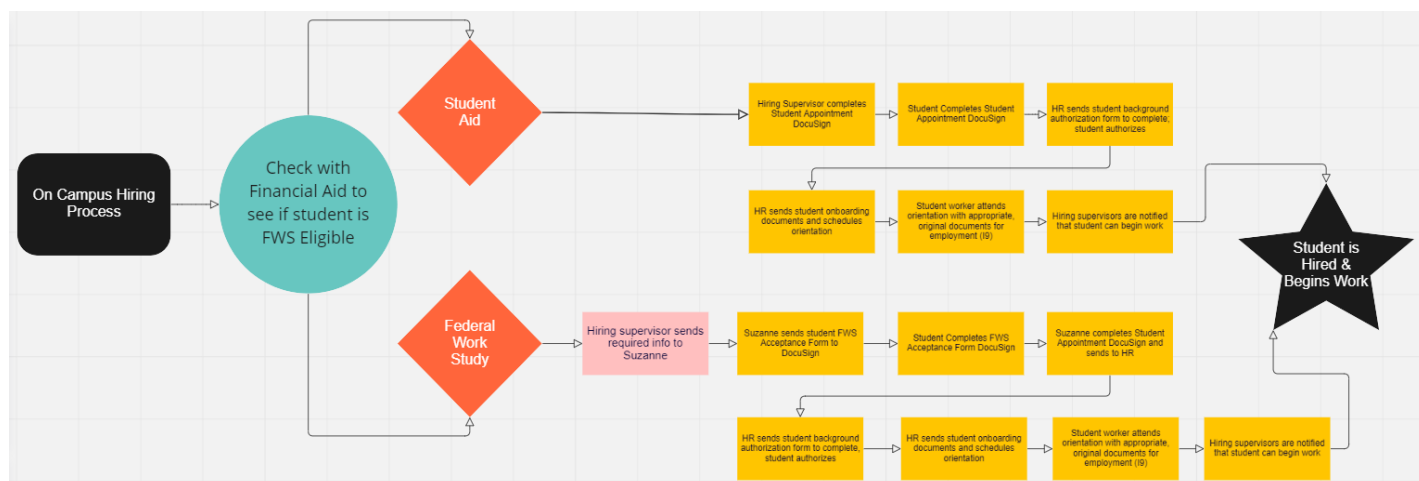 On Campus Hiring
Process
Check with
Financial Aid to
see if student is
FWS Eligible
Student
Aid
Hiring Supervisor completes
Student Appointment
DocuSign
Student Completes Student
Appointment DocuSign
HR sends student background
authorization form to complete;
student authorizes
HR sends student onboarding
documents and schedules
orientation
Student worker attends
orientation with appropriate,
original documents for
employment (I9)
Hiring supervisors are notified
that student can begin work
Student is
Hired &
Begins Work
Federal
Work
Study
Hiring supervisor sends
required info to
Suzanne
Suzanne sends student FWS
Acceptance Form to
DocuSign
Student Completes FWS
Acceptance Form DocuSign
Suzanne completes Student
Appointment DocuSign and
sends to HR
HR sends student background
authorization form to complete,
student authorizes
HR sends student onboarding
documents and schedules
orientation
Student worker attends
orientation with appropriate,
original documents for
employment (I9)
Hiring supervisors are notified
that student can begin work